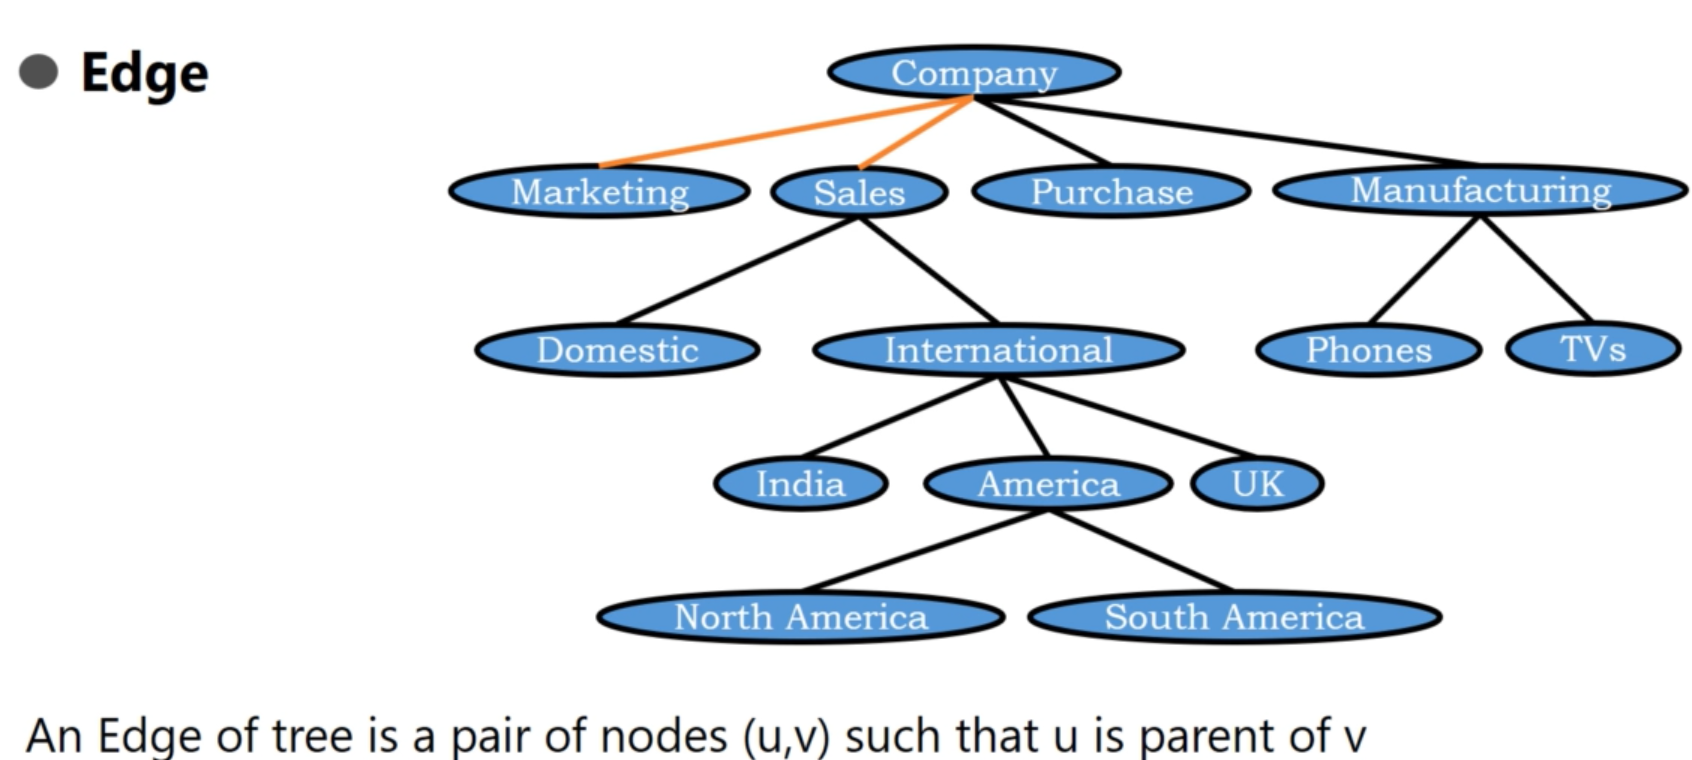 Edge
Company
Marketing Sales Purchase Manufacturing
Domestic International Phones TVs
India America UK
North America South America
An Edge of tree is a pair of nodes (u,v) such that u is parent of v